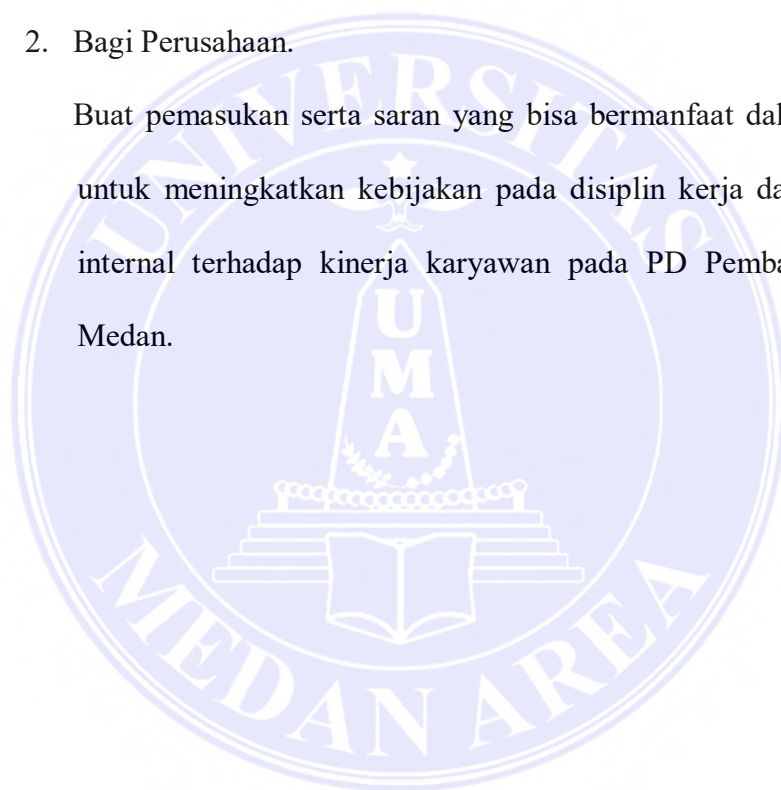 2. Bagi Perusahaan.
Buat pemasukan serta saran yang bisa bermanfaat
untuk meningkatkan kebijakan pada disiplin kerja
internal terhadap kinerja karyawan pada PD
Medan.
UNIVERSITAS
UMA
MEDAN AREA